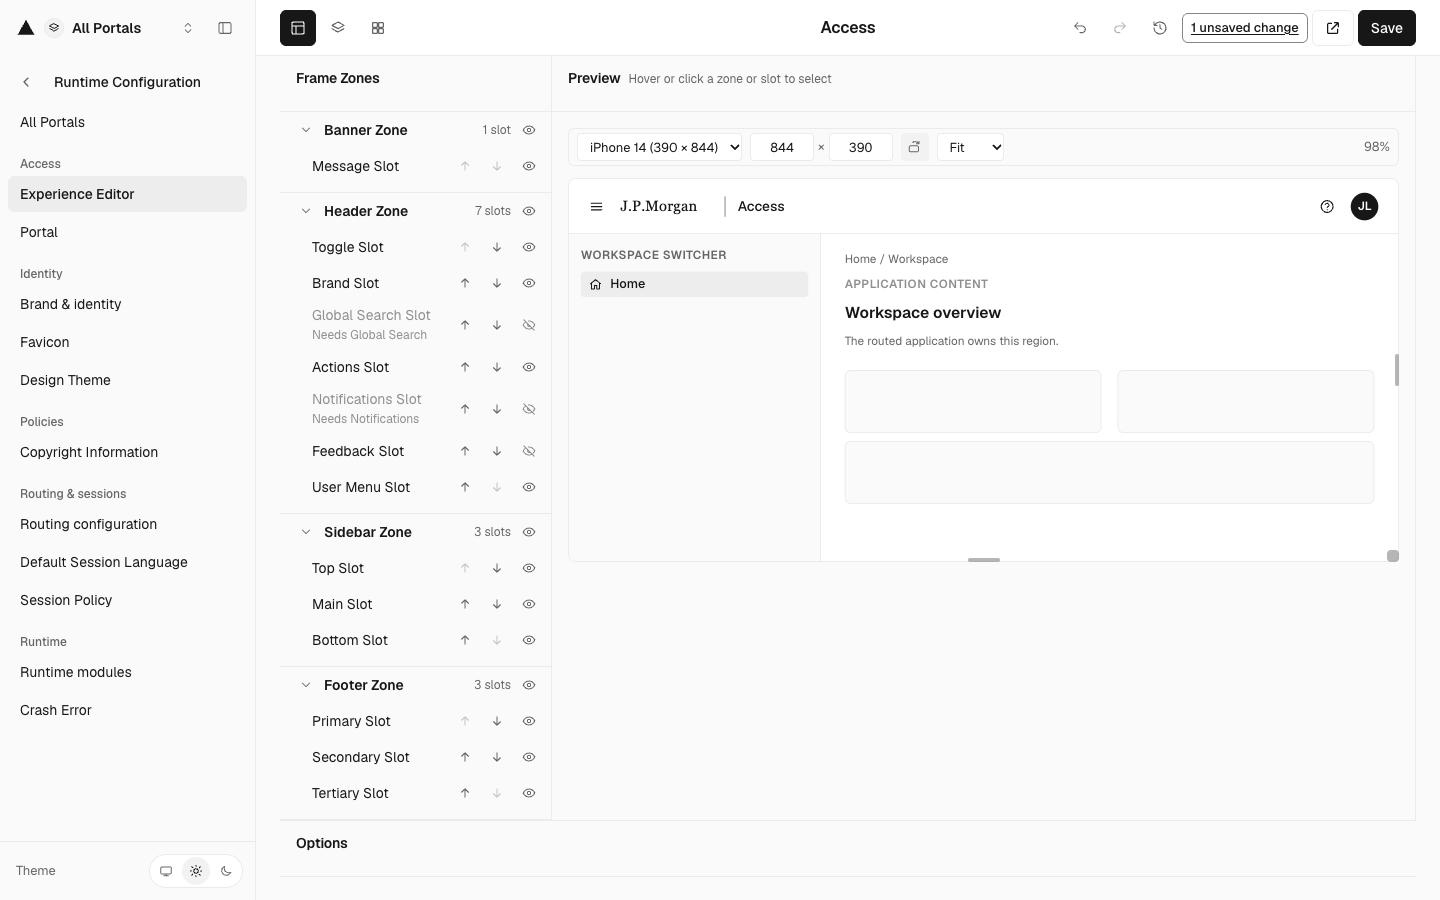 All Portals
Access
1 unsaved change
Save
Runtime Configuration
All Portals
Access
Experience Editor
Portal
Identity
Brand & identity
Favicon
Design Theme
Policies
Copyright Information
Routing & sessions
Routing configuration
Default Session Language
Session Policy
Runtime
Runtime modules
Crash Error
Theme
Frame Zones
Banner Zone 1 slot
Message Slot
Header Zone 7 slots
Toggle Slot
Brand Slot
Global Search Slot
Needs Global Search
Actions Slot
Notifications Slot
Needs Notifications
Feedback Slot
User Menu Slot
Sidebar Zone 3 slots
Top Slot
Main Slot
Bottom Slot
Footer Zone 3 slots
Primary Slot
Secondary Slot
Tertiary Slot
Options
Preview Hover or click a zone or slot to select
iPhone 14 (390 × 844) 844 × 390 Fit 98%
J.P.Morgan Access JL
WORKSPACE SWITCHER
Home
Home / Workspace
APPLICATION CONTENT
Workspace overview
The routed application owns this region.